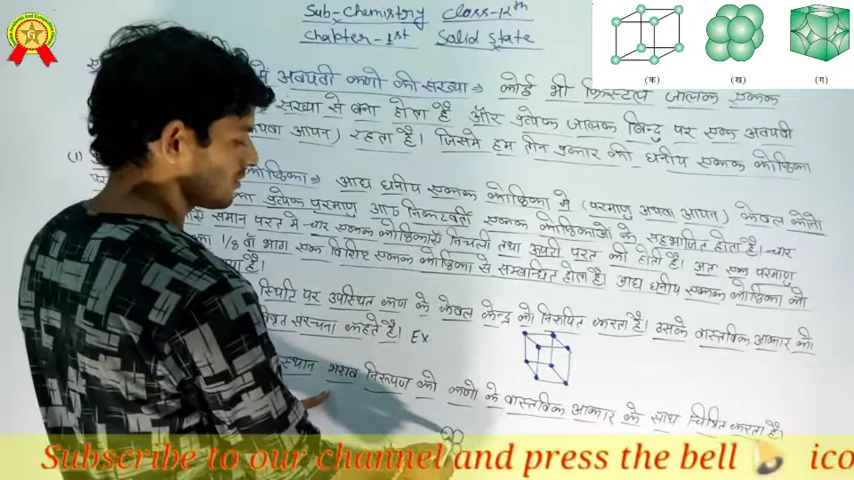 Sub-Chemistry Class-12th
Chapter-1st Solid State
(क) (ख) (ग)
में अवयवी कणों की संख्या ⇒ कोई भी क्रिस्टल जालक एकक
संख्या से बना होता है और प्रत्येक जालक बिन्दु पर एक अवयवी
अथवा आयन) रहता है। जिसमे हम तीन प्रकार की घनीय एकक कोष्ठिका
(1) कोष्ठिका ⇒ आद्य घनीय एकक कोष्ठिका मे (परमाणु अथवा आयन) केवल कोनो
का प्रत्येक परमाणु आठ निकटवर्ती एकक कोष्ठिकाओं के सहभाजित होता है। चार
समान परत मे चार एकक कोष्ठिकाएँ निचली तथा ऊपरी परत की होती है। अतः एक परमाणु
का 1/8 वाँ भाग एक विशिष्ट एकक कोष्ठिका से सम्बन्धित होता है। आद्य घनीय एकक कोष्ठिका को
है।
स्थिति पर उपस्थित कण के केवल केन्द्र को निरूपित करता है। उसके वास्तविक आकार को
संरचना कहते है। Ex.
स्थान भराव निरूपण को कणो के वास्तविक आकार के साथ चित्रित करता है।
Subscribe to our channel and press the bell ico